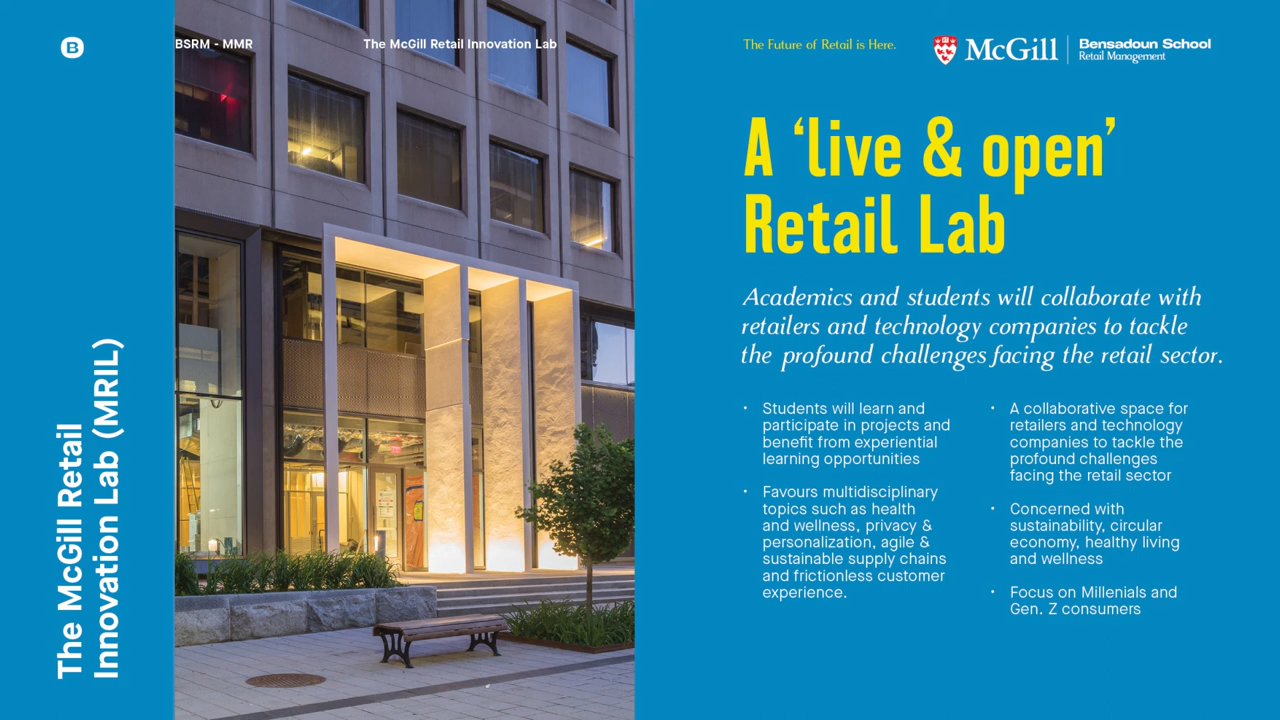 B
BSRM - MMR
The McGill Retail Innovation Lab
The Future of Retail is Here.
McGill
Bensadoun School
Retail Management
The McGill Retail
Innovation Lab (MRIL)
A ‘live & open’
Retail Lab
Academics and students will collaborate with
retailers and technology companies to tackle
the profound challenges facing the retail sector.
· Students will learn and
participate in projects and
benefit from experiential
learning opportunities
· Favours multidisciplinary
topics such as health
and wellness, privacy &
personalization, agile &
sustainable supply chains
and frictionless customer
experience.
· A collaborative space for
retailers and technology
companies to tackle the
profound challenges
facing the retail sector
· Concerned with
sustainability, circular
economy, healthy living
and wellness
· Focus on Millenials and
Gen. Z consumers